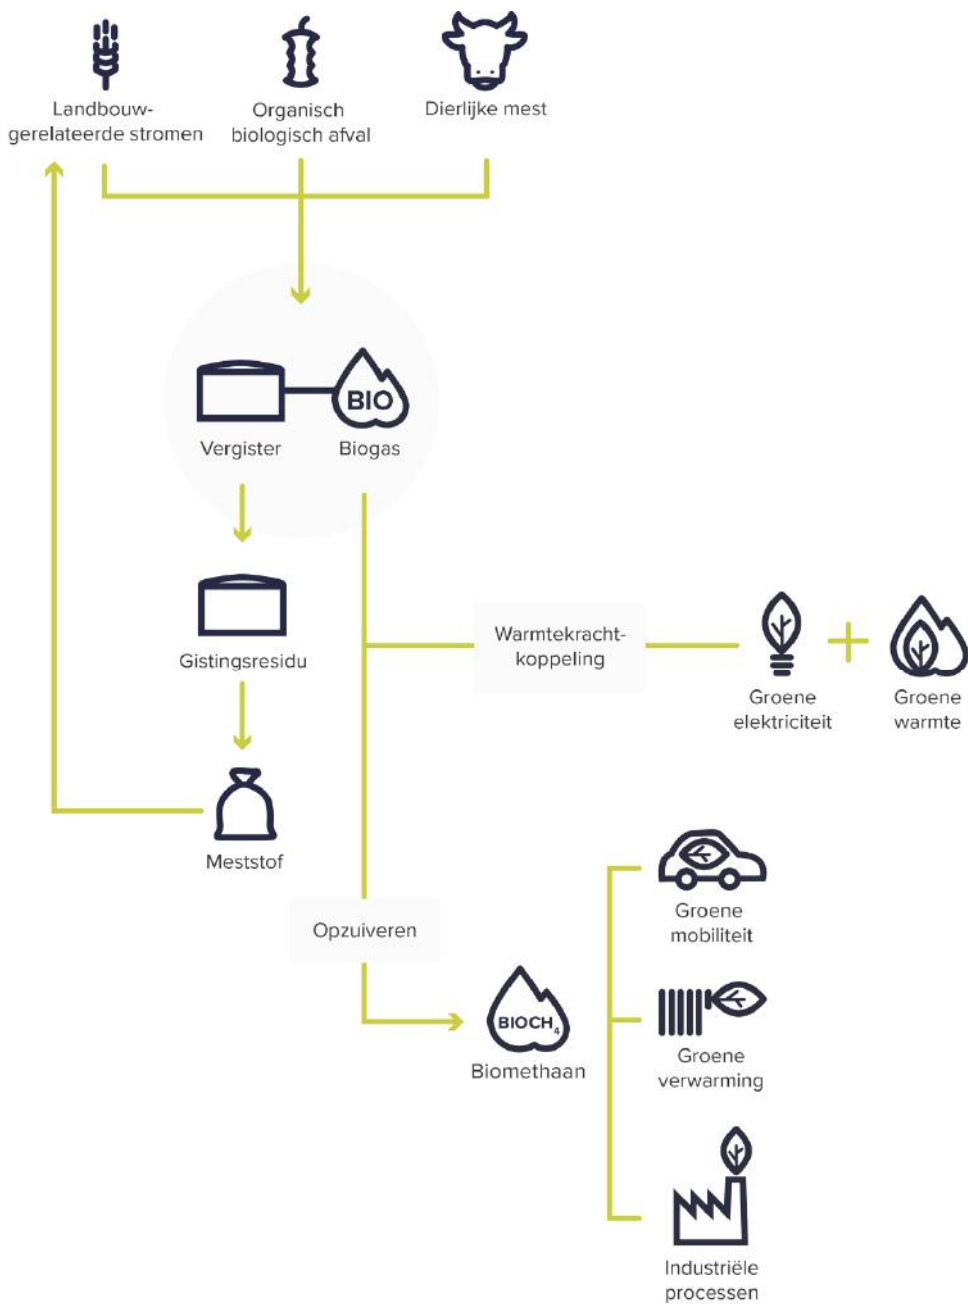 Landbouw-
gerelateerde stromen
Organisch
biologisch afval
Dierlijke mest
BIO
Vergister
Biogas
Gistingsresidu
Warmtekracht-
koppeling
Groene
elektriciteit
Groene
warmte
Meststof
Opzuiveren
Groene
mobiliteit
BIOCH₄
Biomethaan
Groene
verwarming
Industriële
processen